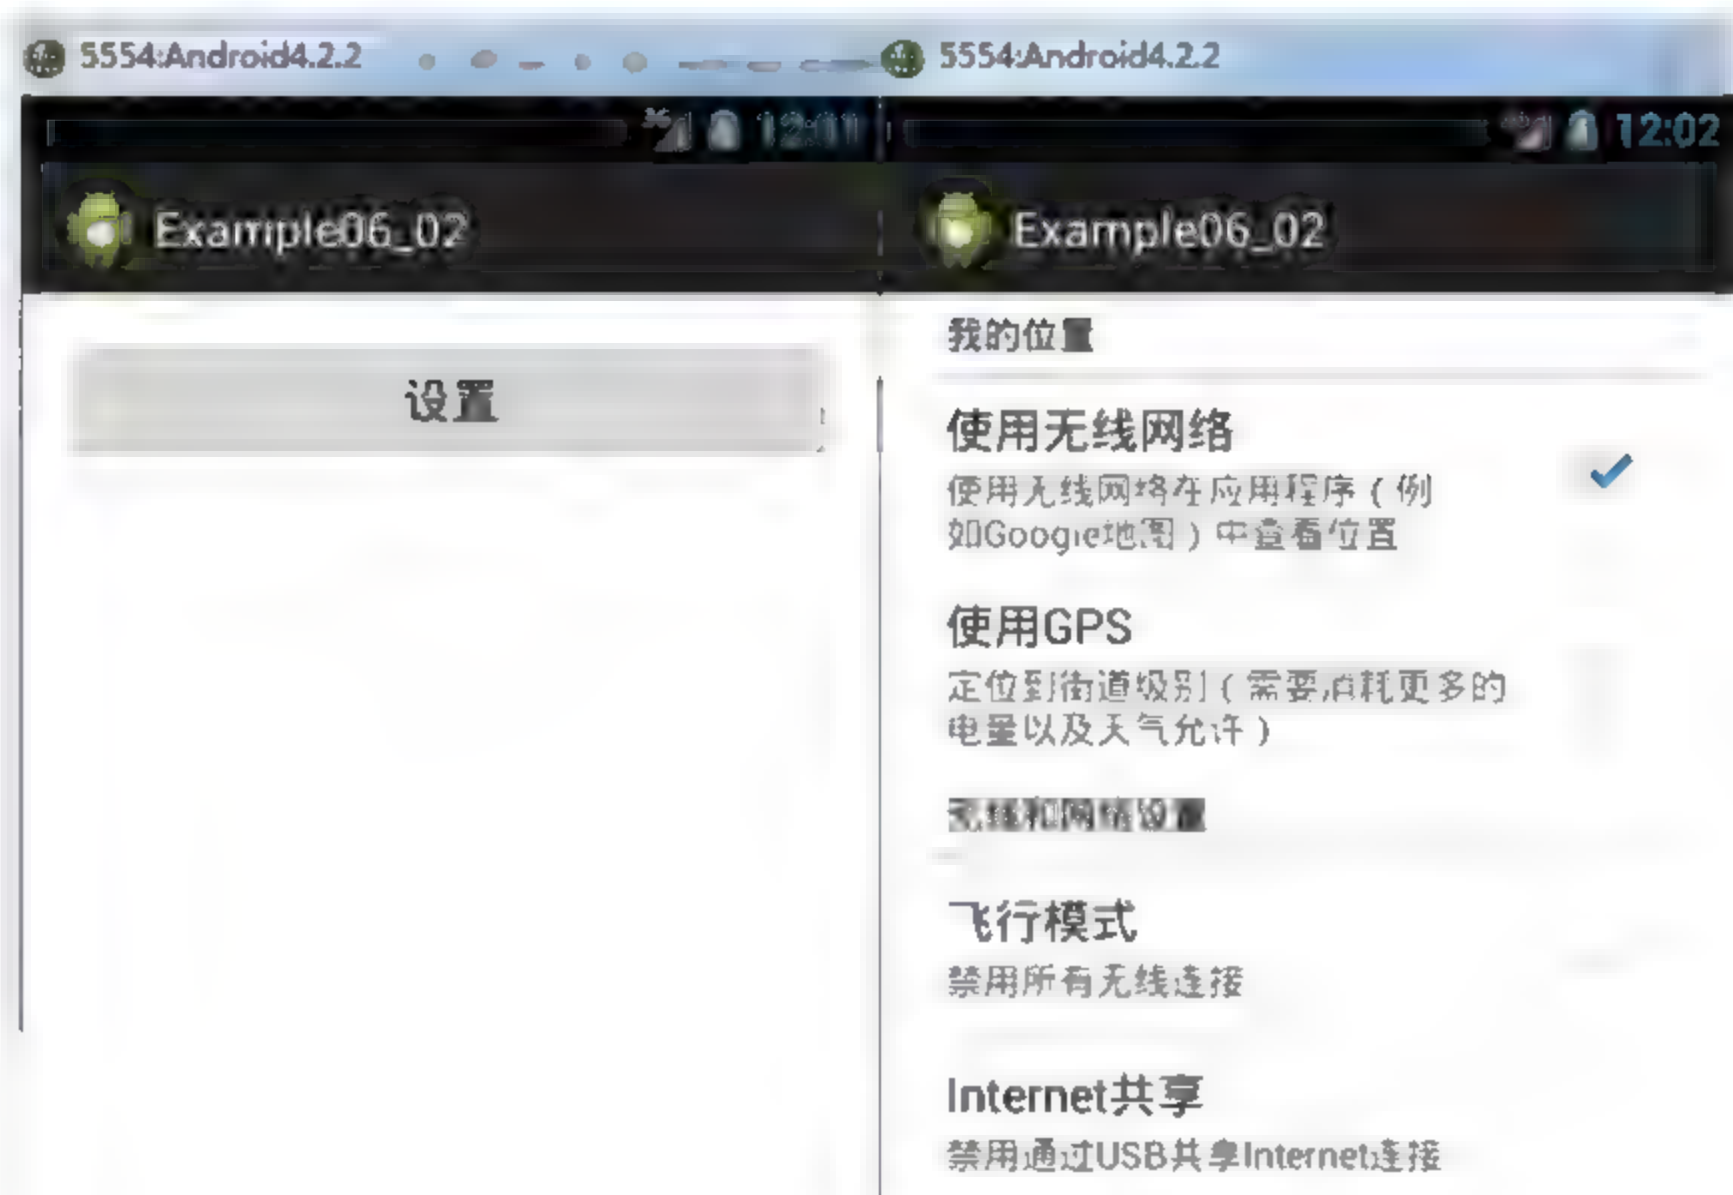 5554:Android4.2.2
12:01
Example06_02
设置
5554:Android4.2.2
12:02
Example06_02
我的位置
使用无线网络
使用无线网络在应用程序（例
如Google地图）中查看位置
使用GPS
定位到街道级别（需要消耗更多的
电量以及天气允许）
无线和网络设置
飞行模式
禁用所有无线连接
Internet共享
禁用通过USB共享Internet连接